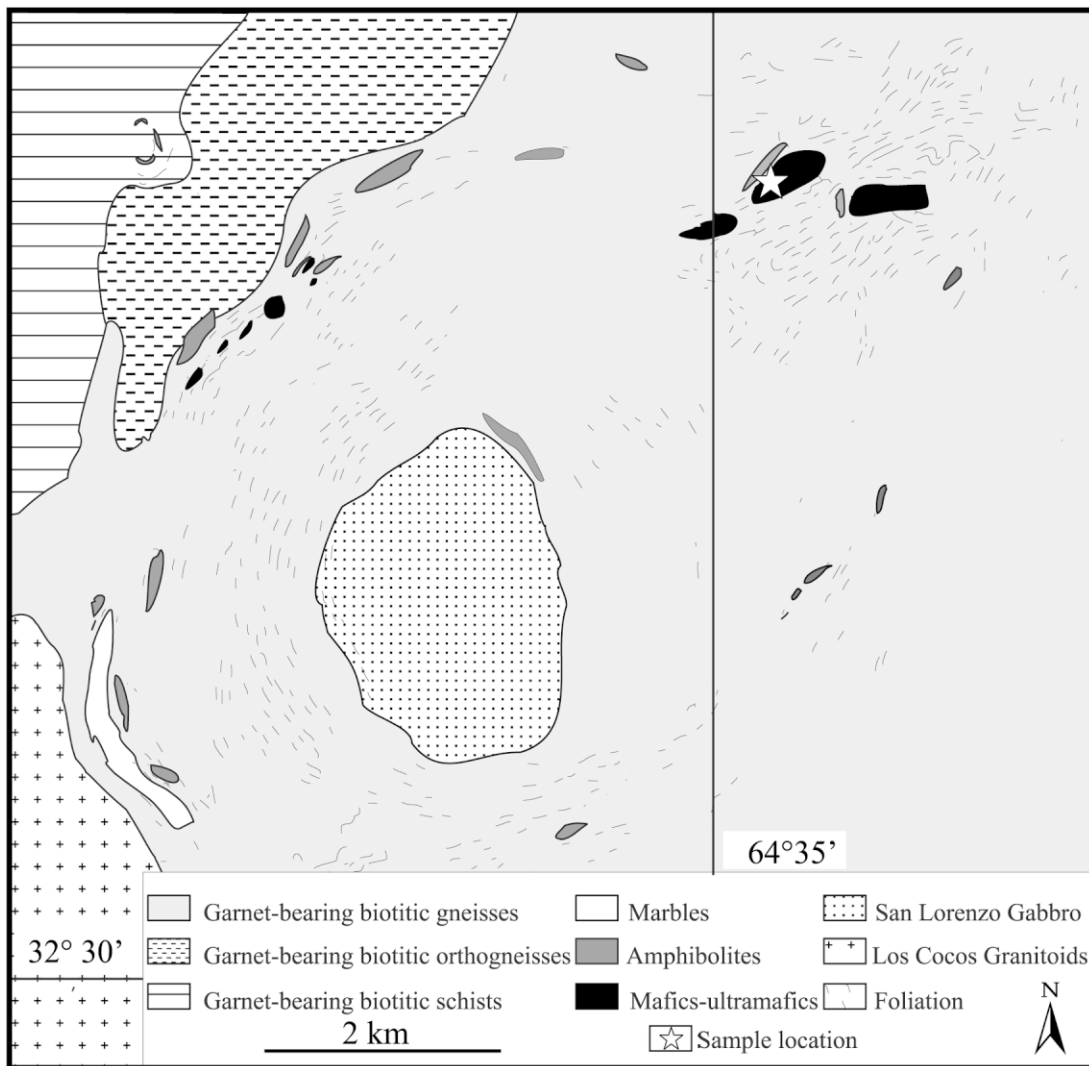 64°35’
Garnet-bearing biotitic gneisses
Marbles
San Lorenzo Gabbro
32° 30’
Garnet-bearing biotitic orthogneisses
Amphibolites
Los Cocos Granitoids
Garnet-bearing biotitic schists
Mafics-ultramafics
Foliation
2 km
Sample location
N